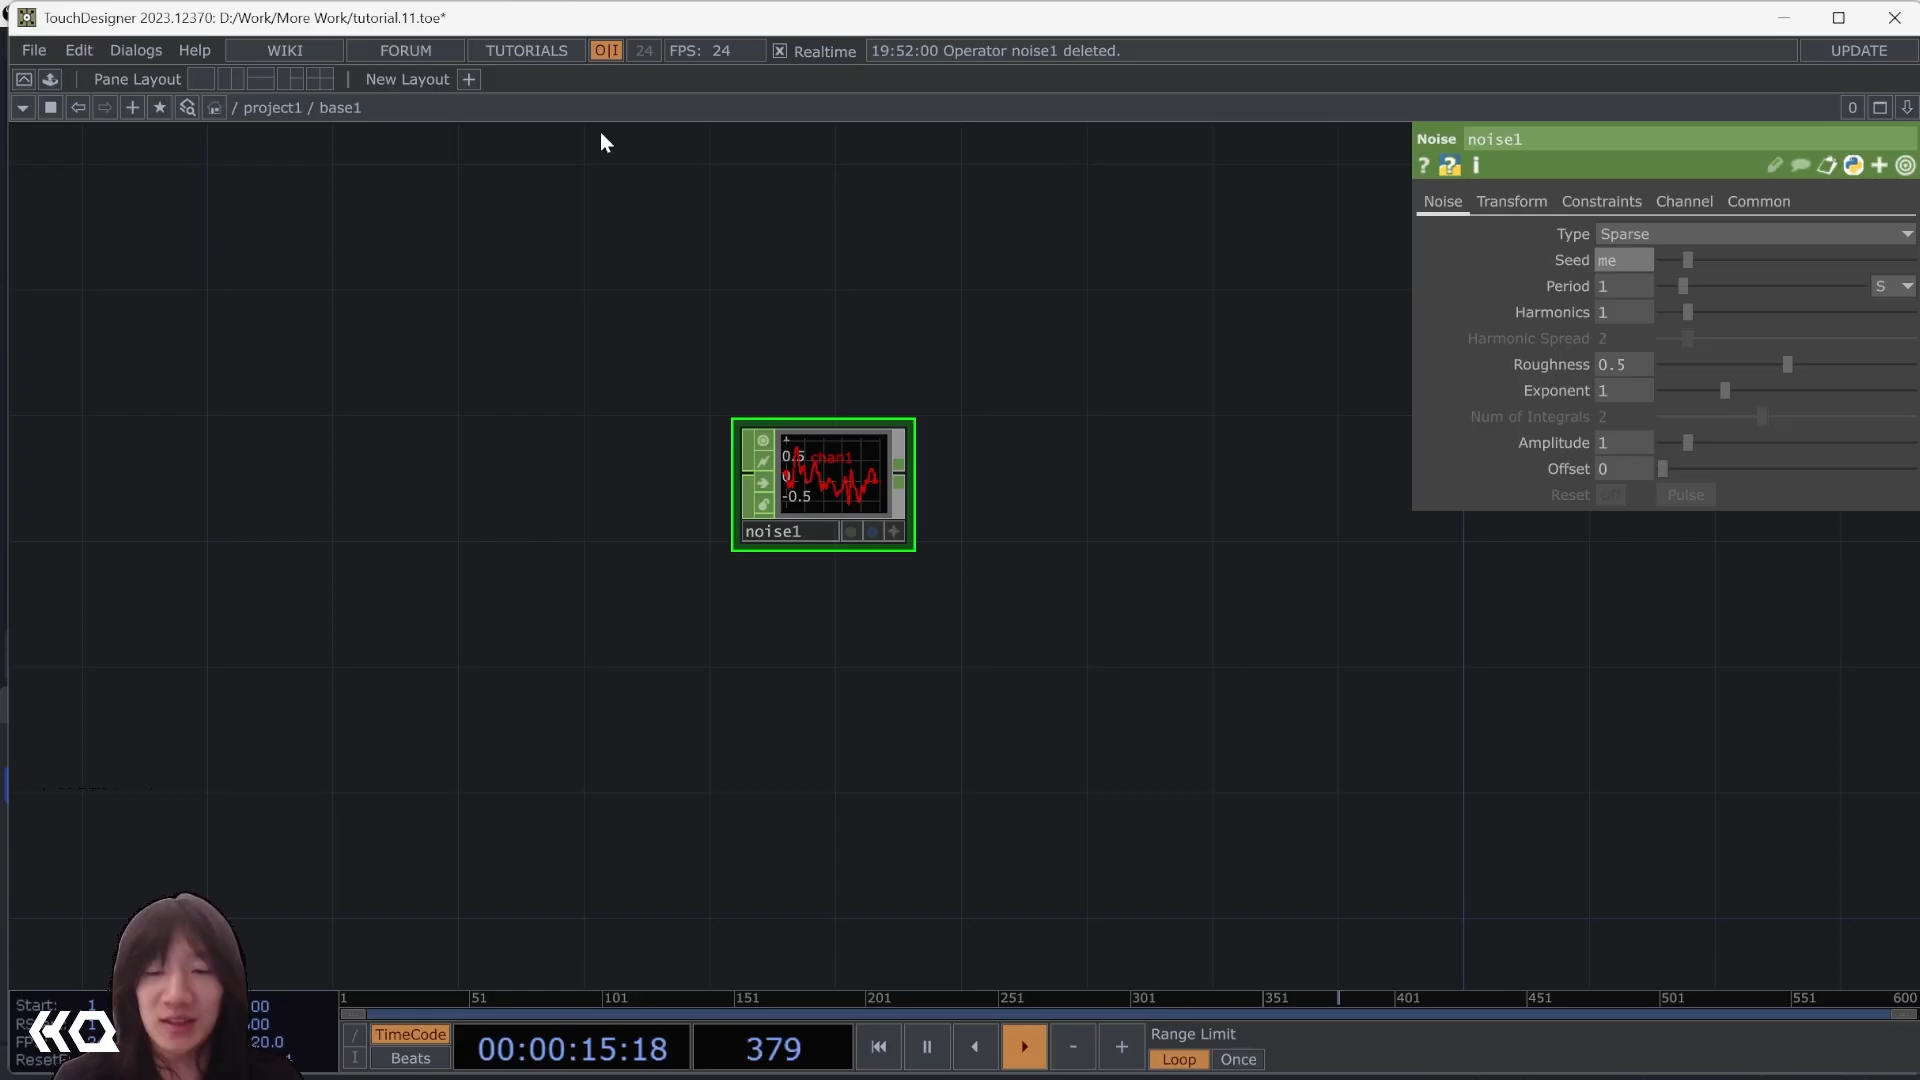 TouchDesigner 2023.12370: D:/Work/More Work/tutorial.11.toe*
File Edit Dialogs Help WIKI FORUM TUTORIALS O|I 24 FPS: 24 Realtime 19:52:00 Operator noise1 deleted. UPDATE
Pane Layout New Layout +
/ project1 / base1 0
Noise noise1
? ? i
Noise Transform Constraints Channel Common
Type Sparse
Seed me
Period 1 S
Harmonics 1
Harmonic Spread 2
Roughness 0.5
Exponent 1
Num of Integrals 2
Amplitude 1
Offset 0
Reset Off Pulse
0.5 chan1
0
-0.5
noise1
1 51 101 151 201 251 301 351 401 451 501 551 600
Start: 1
TimeCode 00:00:15:18 379 - + Range Limit
Beats Loop Once